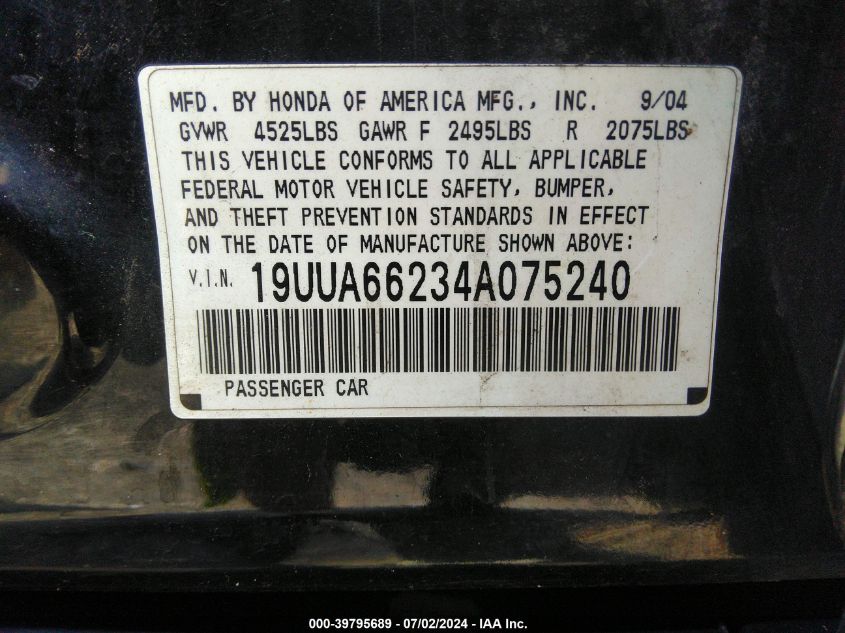 MFD. BY HONDA OF AMERICA MFG., INC. 9/04
GVWR 4525LBS GAWR F 2495LBS R 2075LBS
THIS VEHICLE CONFORMS TO ALL APPLICABLE
FEDERAL MOTOR VEHICLE SAFETY, BUMPER,
AND THEFT PREVENTION STANDARDS IN EFFECT
ON THE DATE OF MANUFACTURE SHOWN ABOVE:
V.I.N. 19UUA66234A075240
PASSENGER CAR
000-39795689 - 07/02/2024 - IAA Inc.